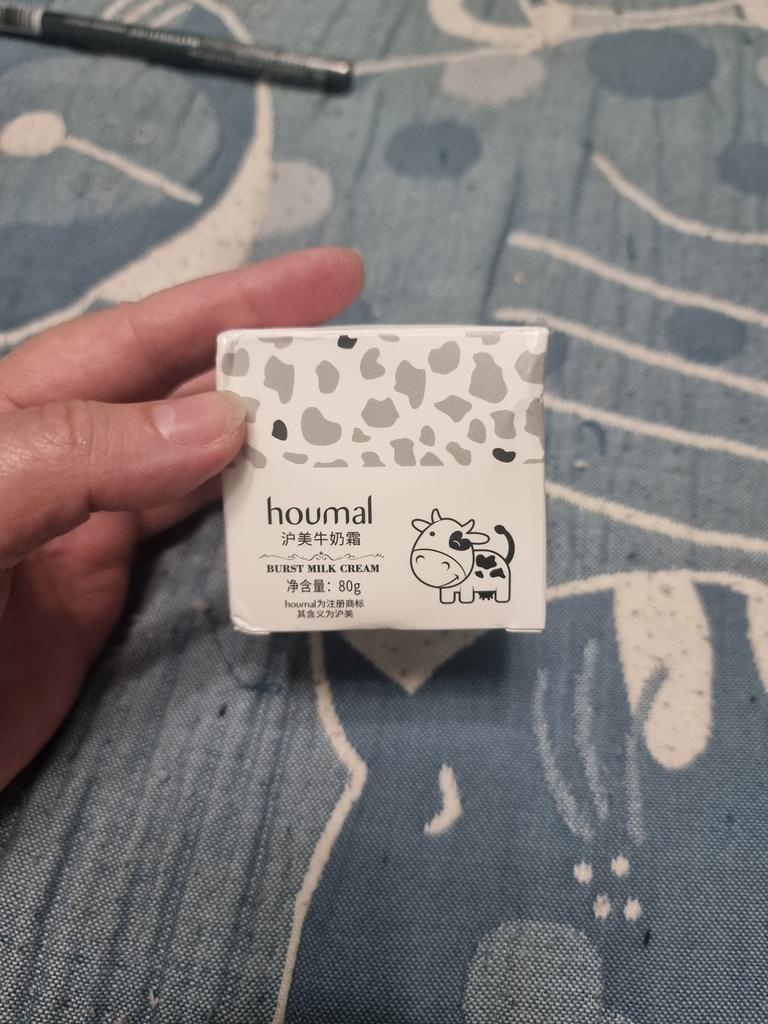 houmal
沪美牛奶霜
BURST MILK CREAM
净含量：80g
houmal为注册商标
其含义为沪美